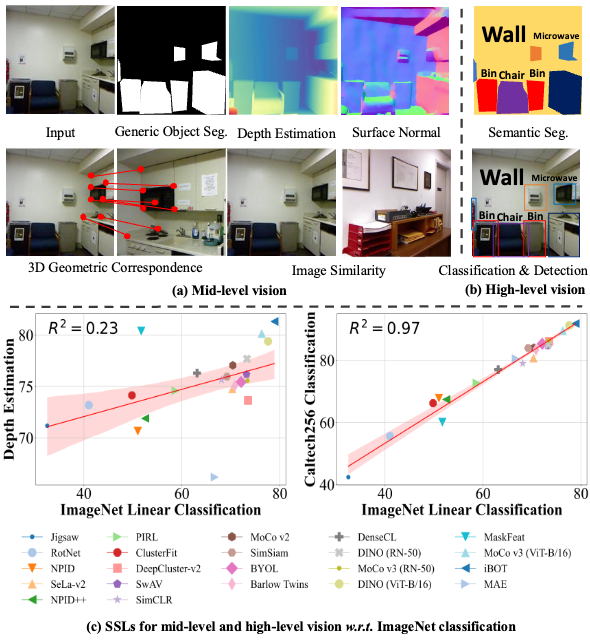 Input
Generic Object Seg.
Depth Estimation
Surface Normal
Wall
Microwave
Bin
Chair
Bin
Semantic Seg.
3D Geometric Correspondence
Image Similarity
Wall
Microwave
Bin
Chair
Bin
Classification & Detection
(a) Mid-level vision
(b) High-level vision
R² = 0.23
Depth Estimation
80
75
70
40
60
80
ImageNet Linear Classification
R² = 0.97
Caltech256 Classification
80
60
40
40
60
80
ImageNet Linear Classification
Jigsaw
RotNet
NPID
SeLa-v2
NPID++
PIRL
ClusterFit
DeepCluster-v2
SwAV
SimCLR
MoCo v2
SimSiam
BYOL
Barlow Twins
DenseCL
DINO (RN-50)
MoCo v3 (RN-50)
DINO (ViT-B/16)
MaskFeat
MoCo v3 (ViT-B/16)
iBOT
MAE
(c) SSLs for mid-level and high-level vision w.r.t. ImageNet classification